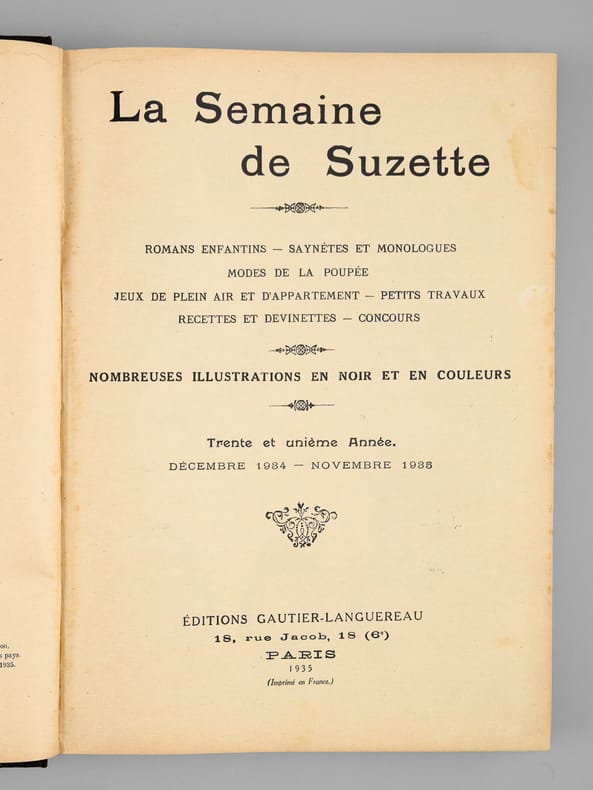 La Semaine
de Suzette
ROMANS ENFANTINS — SAYNÈTES ET MONOLOGUES
MODES DE LA POUPÉE
JEUX DE PLEIN AIR ET D'APPARTEMENT — PETITS TRAVAUX
RECETTES ET DEVINETTES — CONCOURS
NOMBREUSES ILLUSTRATIONS EN NOIR ET EN COULEURS
Trente et unième Année.
DÉCEMBRE 1934 — NOVEMBRE 1935
ÉDITIONS GAUTIER-LANGUEREAU
18, rue Jacob, 18 (6e)
PARIS
1935
(Imprimé en France.)
pays.
1935.